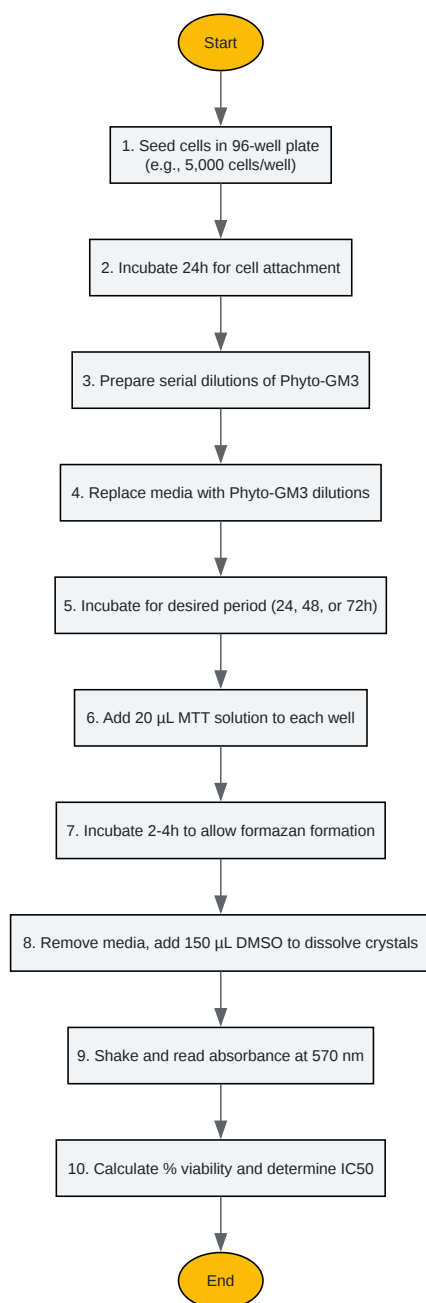 Start
1. Seed cells in 96-well plate
(e.g., 5,000 cells/well)
2. Incubate 24h for cell attachment
3. Prepare serial dilutions of Phyto-GM3
4. Replace media with Phyto-GM3 dilutions
5. Incubate for desired period (24, 48, or 72h)
6. Add 20 µL MTT solution to each well
7. Incubate 2-4h to allow formazan formation
8. Remove media, add 150 µL DMSO to dissolve crystals
9. Shake and read absorbance at 570 nm
10. Calculate % viability and determine IC50
End